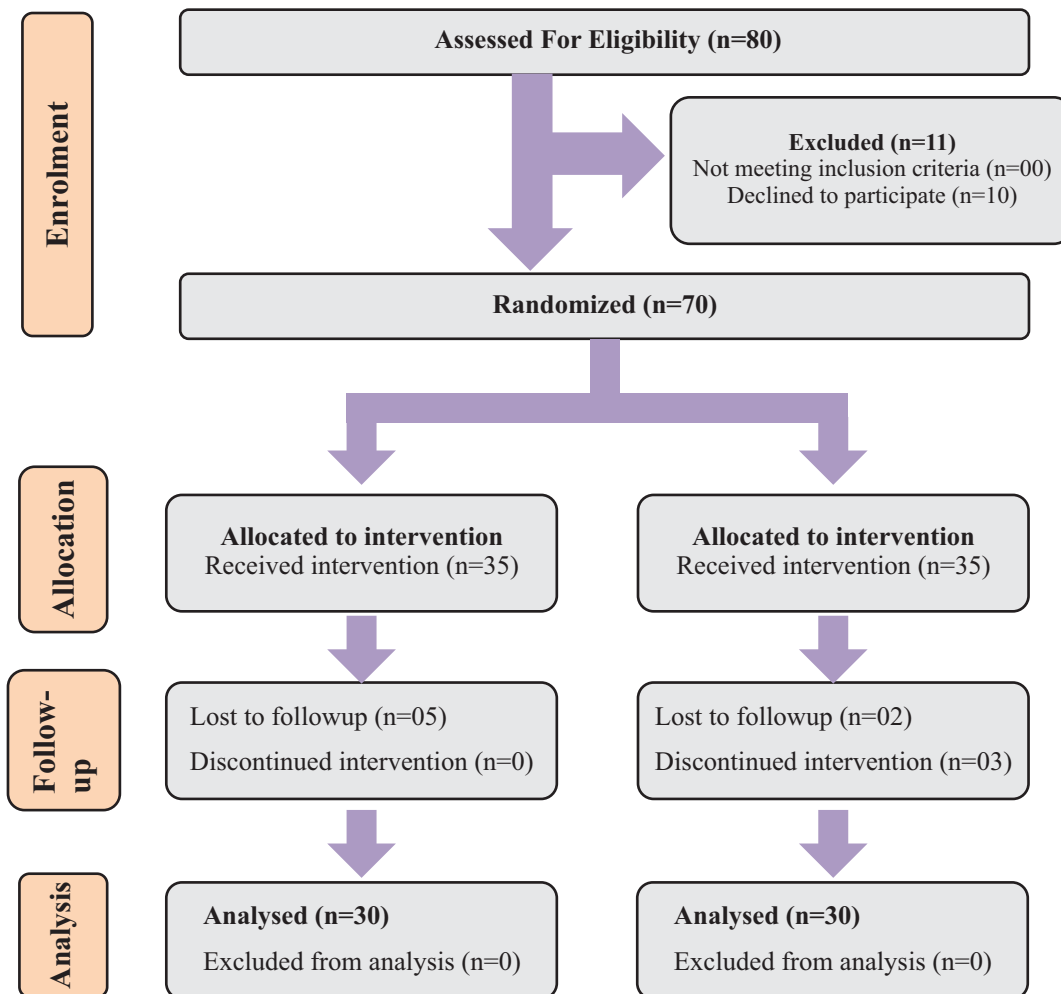 Enrolment
Assessed For Eligibility (n=80)
Excluded (n=11)
Not meeting inclusion criteria (n=00)
Declined to participate (n=10)
Randomized (n=70)
Allocation
Allocated to intervention
Received intervention (n=35)
Allocated to intervention
Received intervention (n=35)
Follow-
up
Lost to followup (n=05)
Discontinued intervention (n=0)
Lost to followup (n=02)
Discontinued intervention (n=03)
Analysis
Analysed (n=30)
Excluded from analysis (n=0)
Analysed (n=30)
Excluded from analysis (n=0)